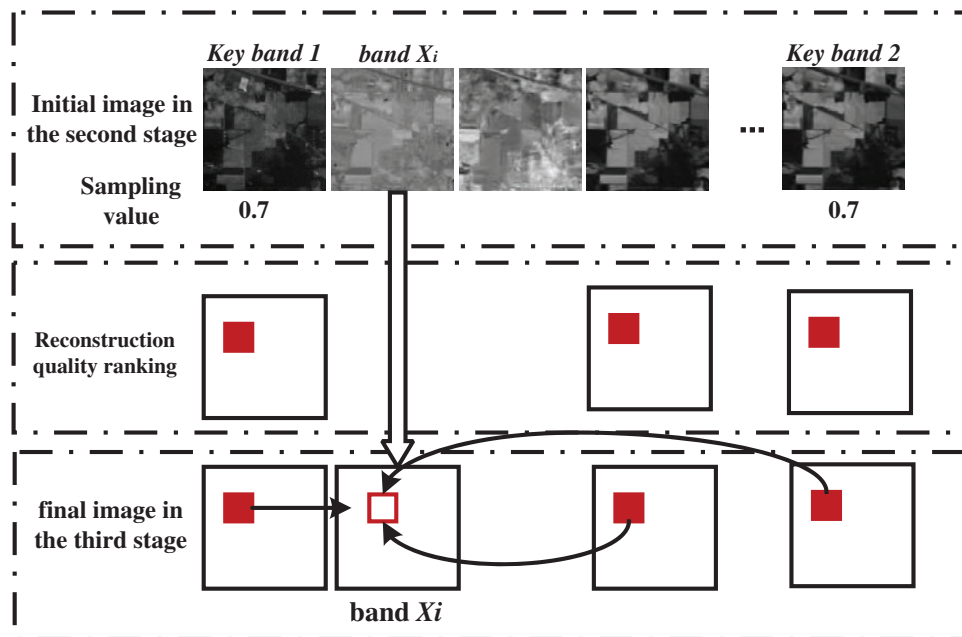 Key band 1
band Xi
Key band 2
Initial image in
the second stage
...
Sampling
value
0.7
0.7
Reconstruction
quality ranking
final image in
the third stage
band Xi